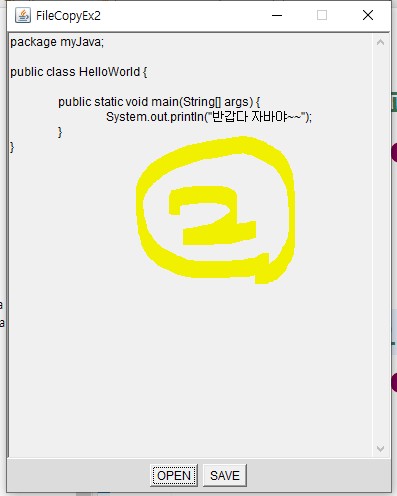 FileCopyEx2
package myJava;
public class HelloWorld {
public static void main(String[] args) {
System.out.println("반갑다 자바야~~");
}
}
2
OPEN SAVE